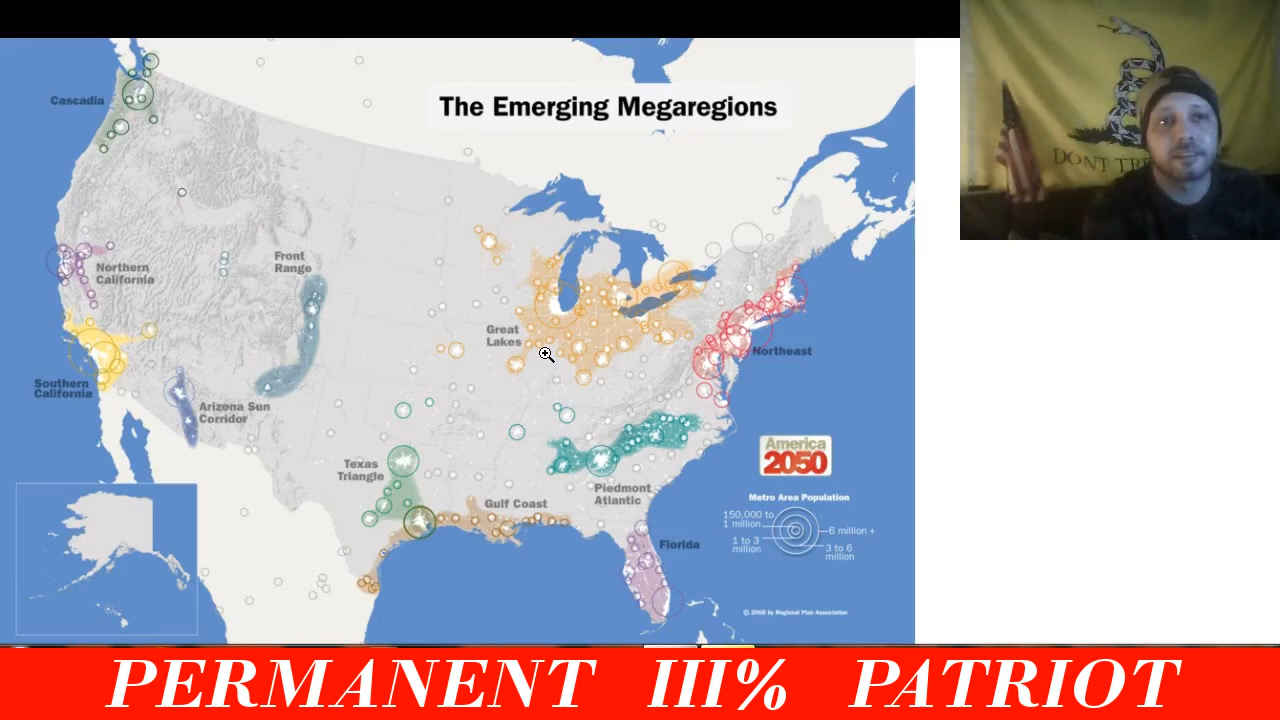 The Emerging Megaregions
Cascadia
Northern
California
Southern
California
Arizona Sun
Corridor
Front
Range
Great
Lakes
Northeast
Texas
Triangle
Gulf Coast
Piedmont
Atlantic
Florida
America
2050
Metro Area Population
150,000 to
1 million
1 to 3
million
6 million +
3 to 6
million
© 2008 by Regional Plan Association
DON'T TRE
PERMANENT III% PATRIOT